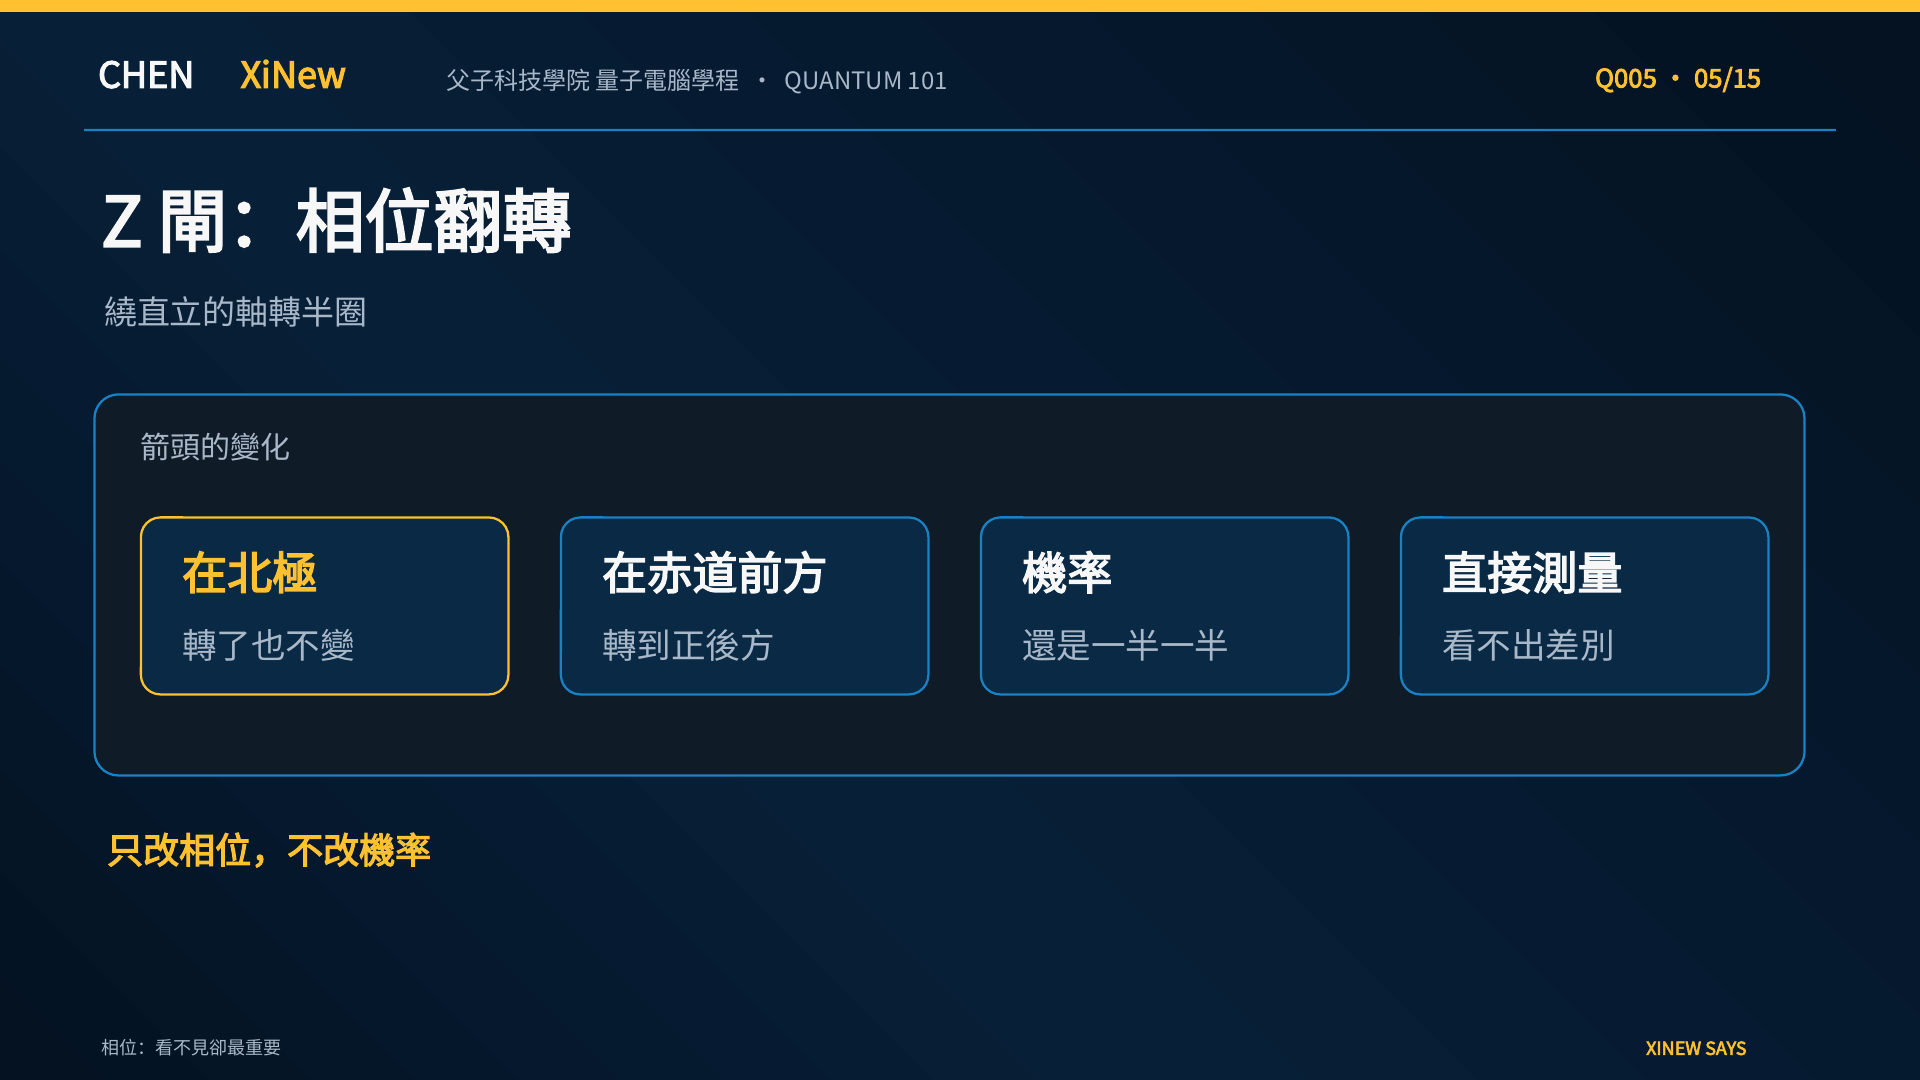 CHEN XiNew 父子科技學院 量子電腦學程 · QUANTUM 101 Q005 · 05/15
Z 閘：相位翻轉
繞直立的軸轉半圈
箭頭的變化
在北極
轉了也不變
在赤道前方
轉到正後方
機率
還是一半一半
直接測量
看不出差別
只改相位，不改機率
相位：看不見卻最重要
XINEW SAYS